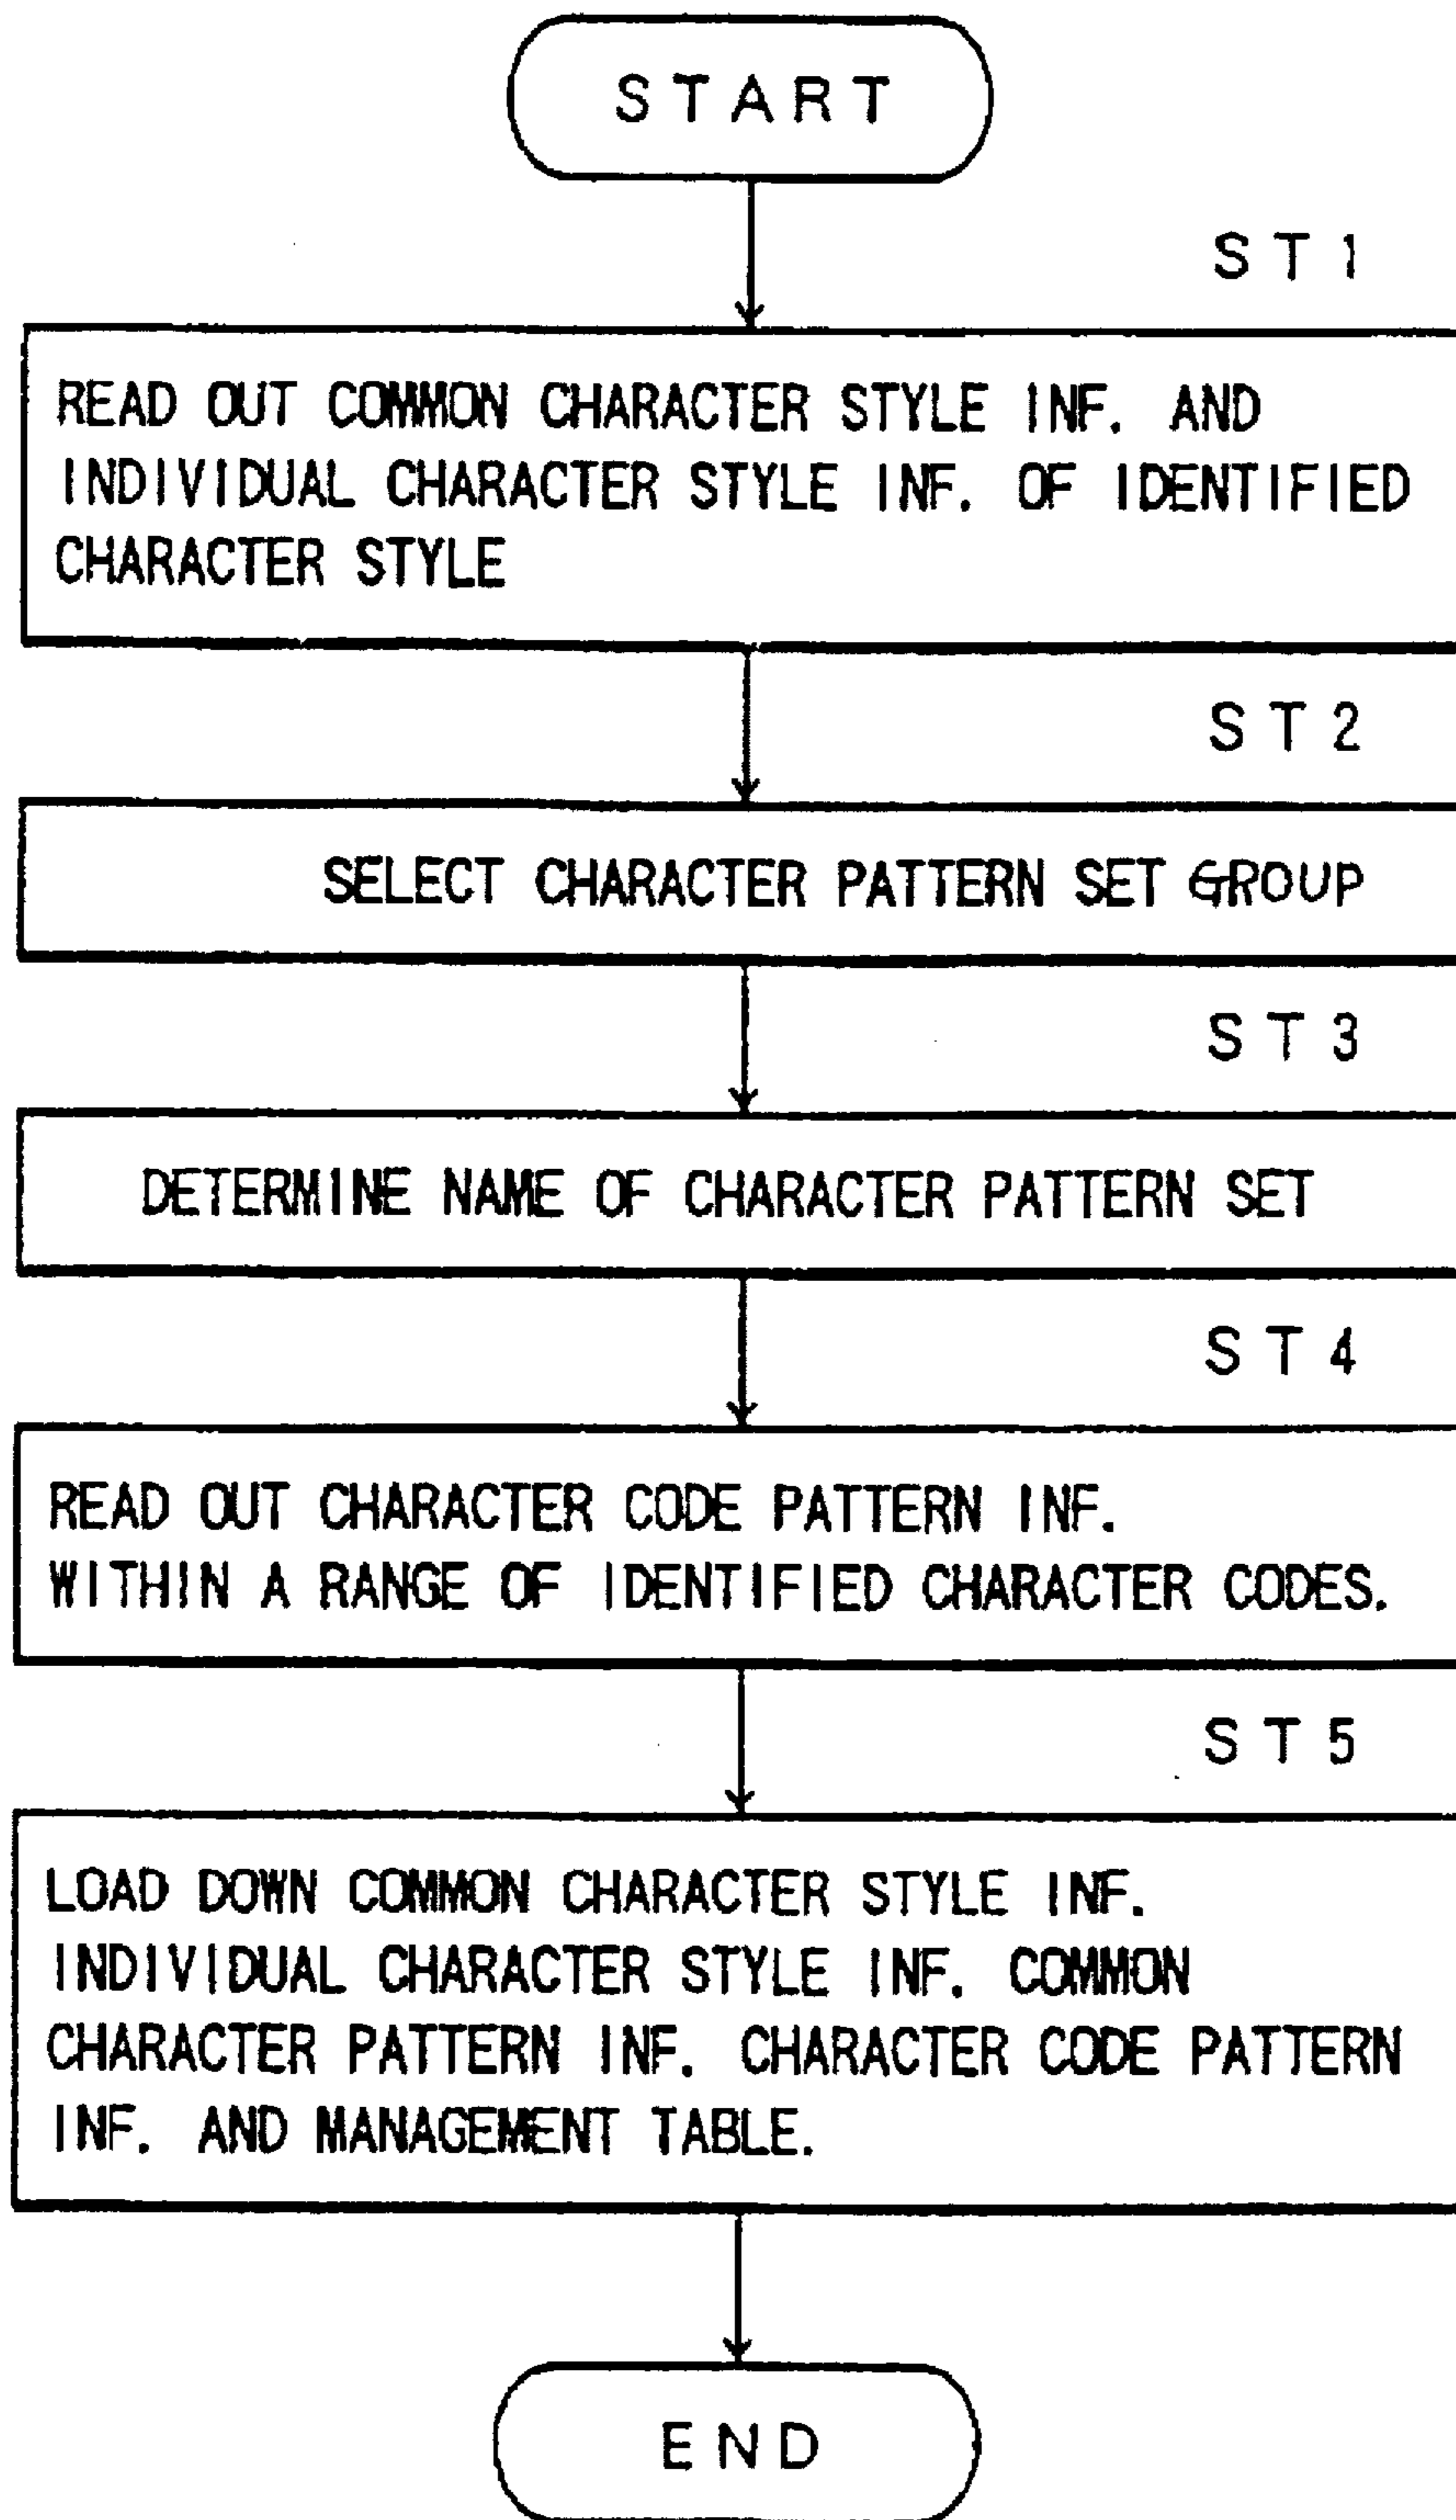 START
ST1
READ OUT COMMON CHARACTER STYLE INF. AND
INDIVIDUAL CHARACTER STYLE INF. OF IDENTIFIED
CHARACTER STYLE
ST2
SELECT CHARACTER PATTERN SET GROUP
ST3
DETERMINE NAME OF CHARACTER PATTERN SET
ST4
READ OUT CHARACTER CODE PATTERN INF.
WITHIN A RANGE OF IDENTIFIED CHARACTER CODES.
ST5
LOAD DOWN COMMON CHARACTER STYLE INF.
INDIVIDUAL CHARACTER STYLE INF. COMMON
CHARACTER PATTERN INF. CHARACTER CODE PATTERN
INF. AND MANAGEMENT TABLE.
END